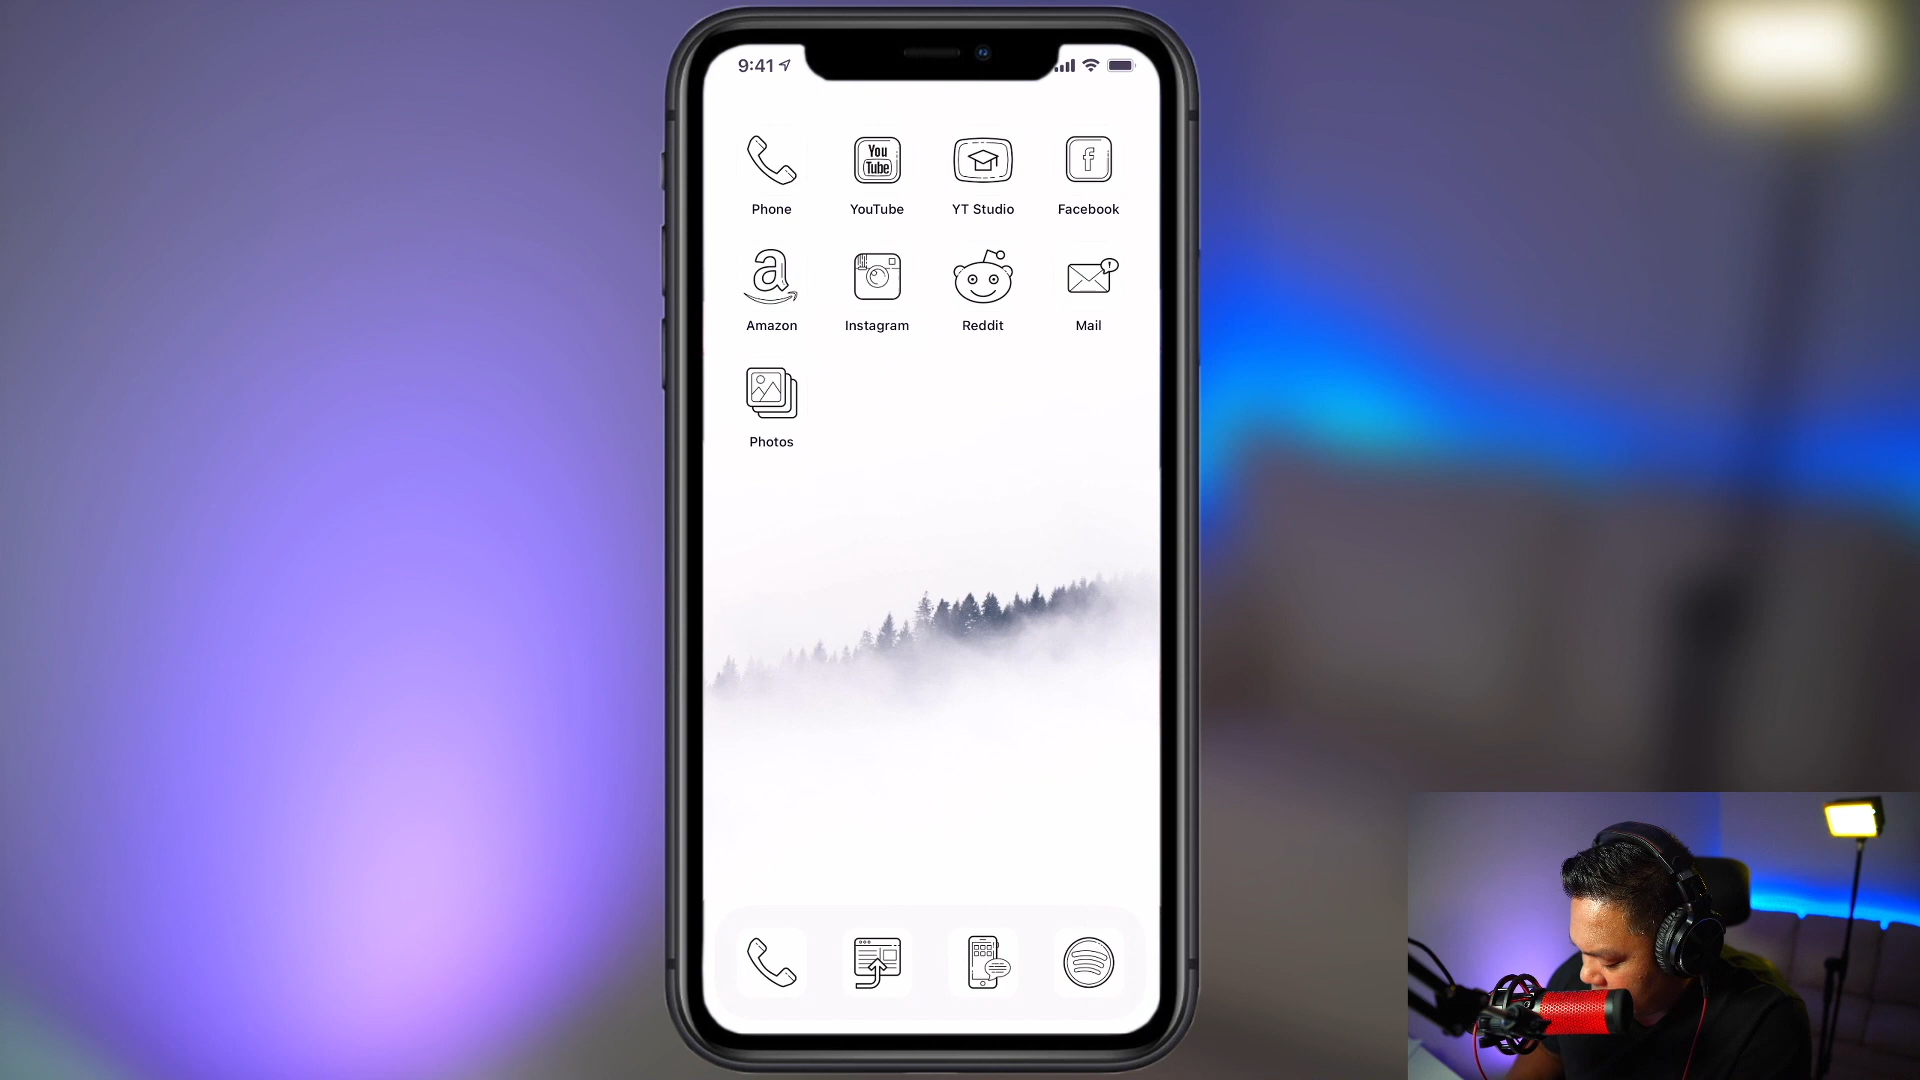 9:41
Phone YouTube YT Studio Facebook
You
Tube
f
a
Amazon Instagram Reddit Mail
Photos